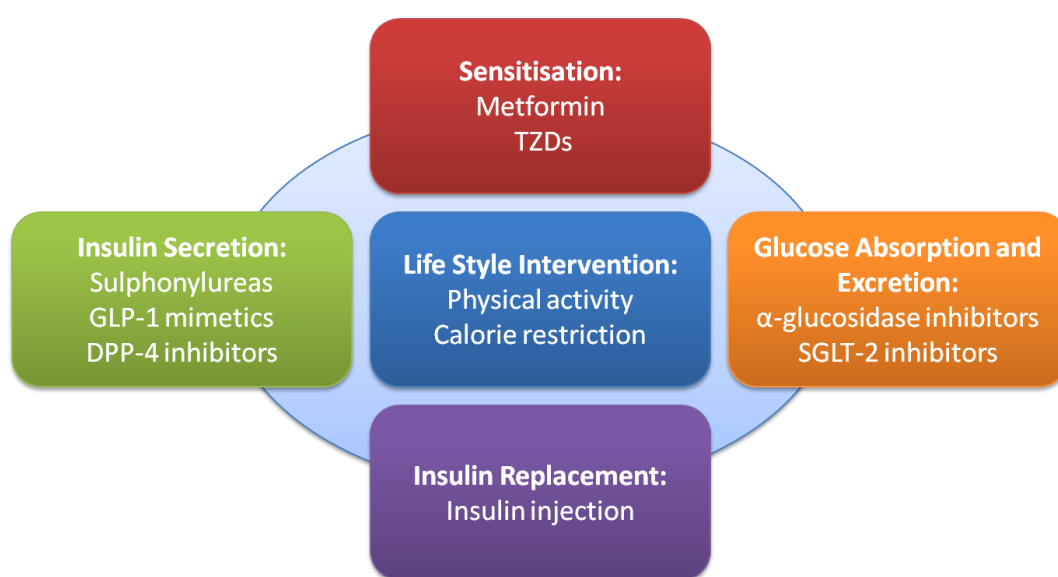 Sensitisation:
Metformin
TZDs
Insulin Secretion:
Sulphonylureas
GLP-1 mimetics
DPP-4 inhibitors
Life Style Intervention:
Physical activity
Calorie restriction
Glucose Absorption and
Excretion:
α-glucosidase inhibitors
SGLT-2 inhibitors
Insulin Replacement:
Insulin injection